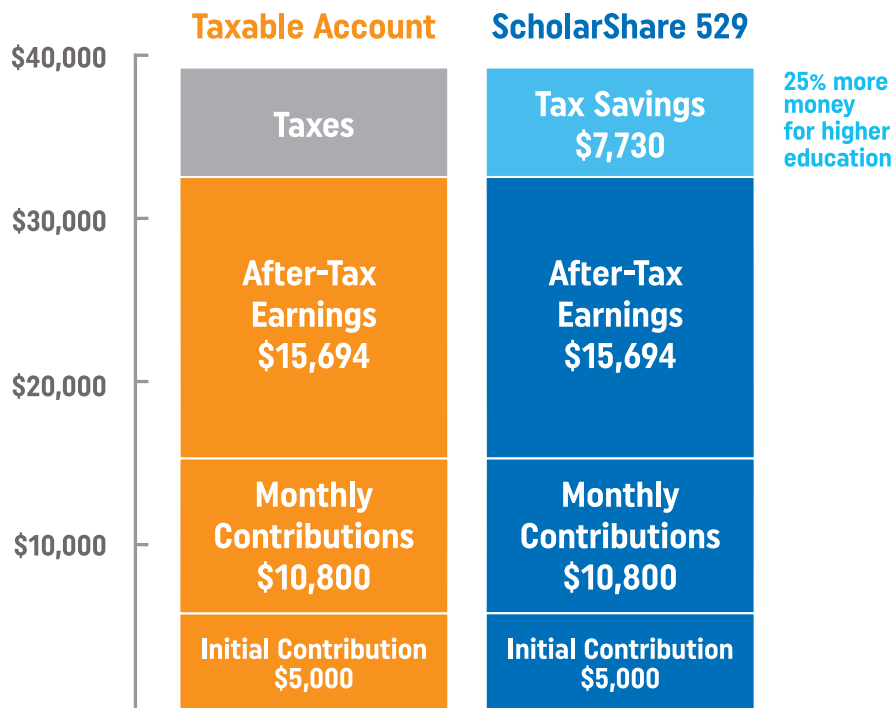 Taxable Account
ScholarShare 529
$40,000
$30,000
$20,000
$10,000
Taxes
After-Tax
Earnings
$15,694
Monthly
Contributions
$10,800
Initial Contribution
$5,000
Tax Savings
$7,730
After-Tax
Earnings
$15,694
Monthly
Contributions
$10,800
Initial Contribution
$5,000
25% more
money
for higher
education